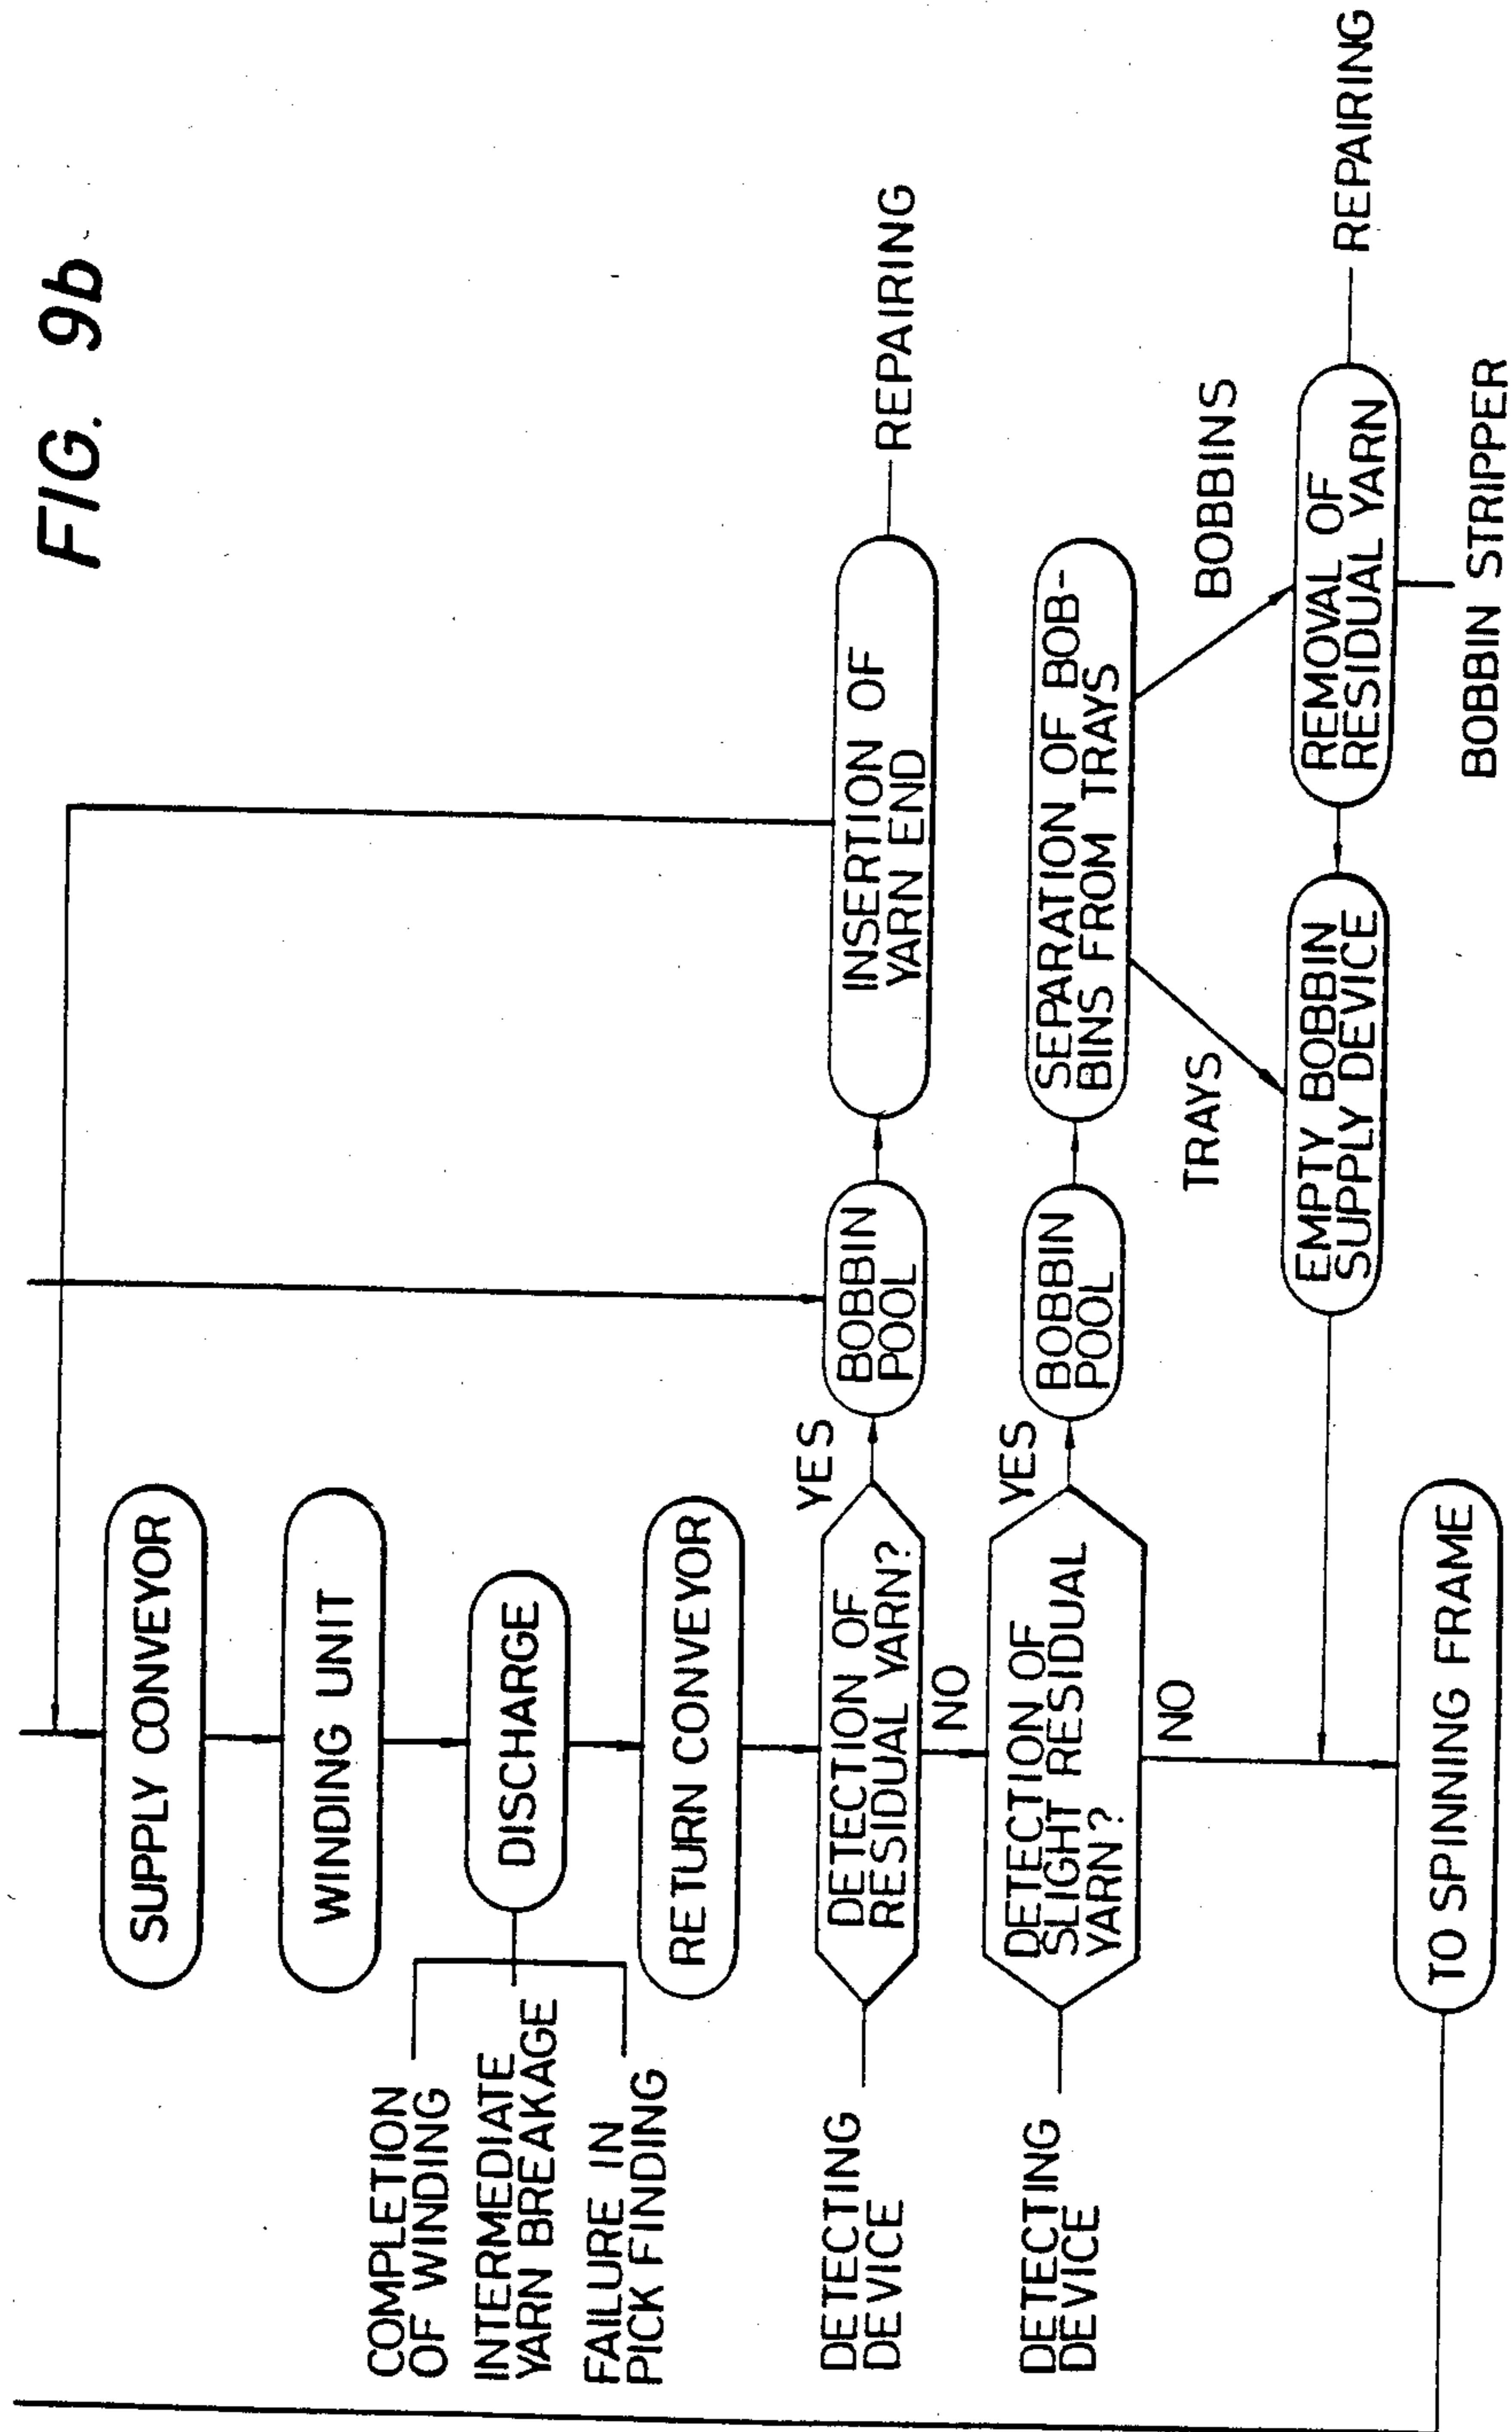 FIG. 9b
SUPPLY CONVEYOR
WINDING UNIT
COMPLETION
OF WINDING
INTERMEDIATE
YARN BREAKAGE
FAILURE IN
PICK FINDING
DISCHARGE
RETURN CONVEYOR
DETECTING
DEVICE
DETECTION OF
RESIDUAL YARN?
YES
BOBBIN
POOL
INSERTION OF
YARN END
REPAIRING
NO
DETECTING
DEVICE
DETECTION OF
SLIGHT RESIDUAL
YARN?
YES
BOBBIN
POOL
SEPARATION OF BOB-
BINS FROM TRAYS
NO
TRAYS
BOBBINS
EMPTY BOBBIN
SUPPLY DEVICE
REMOVAL OF
RESIDUAL YARN
REPAIRING
TO SPINNING FRAME
BOBBIN STRIPPER